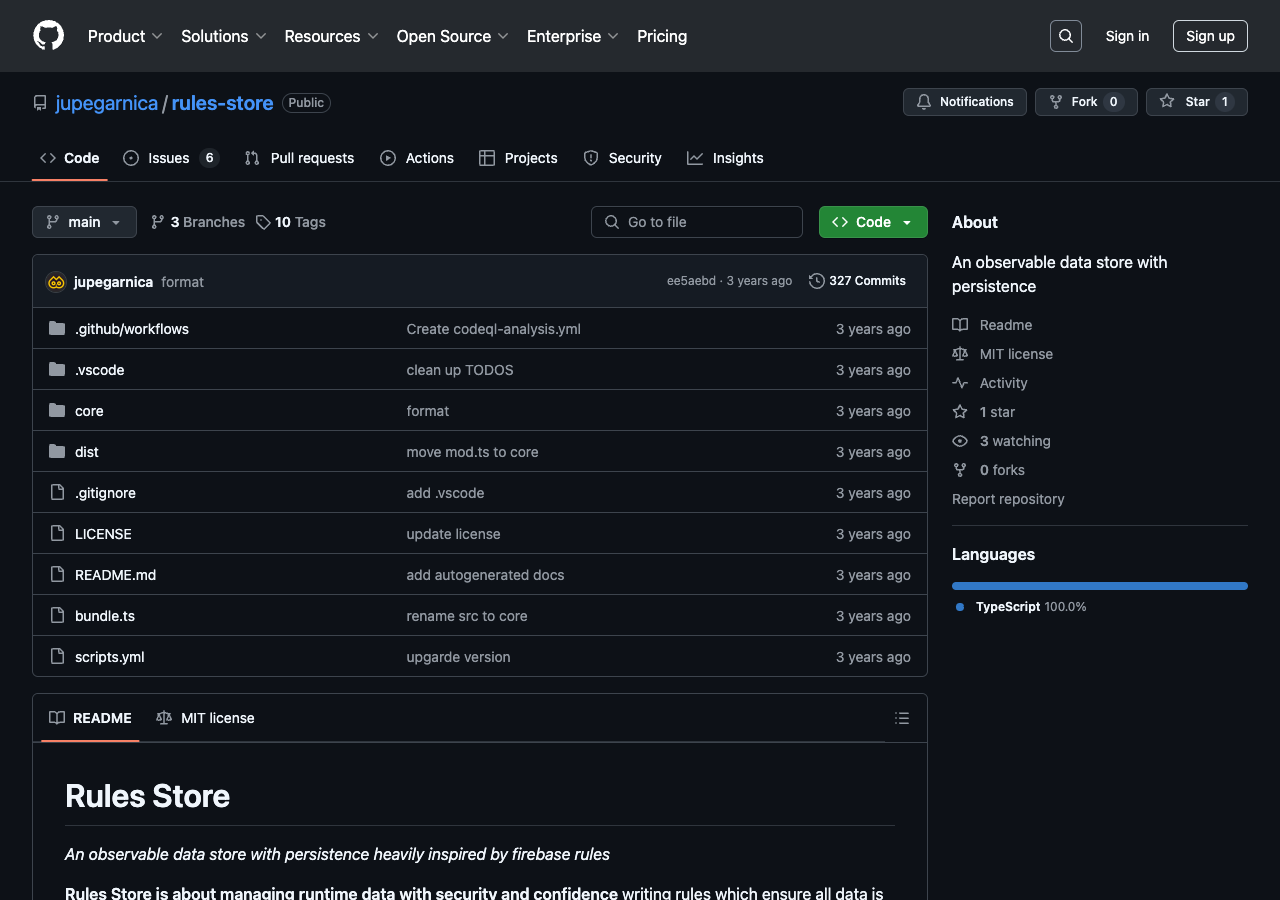 Product Solutions Resources Open Source Enterprise Pricing Sign in Sign up
jupegarnica / rules-store Public Notifications Fork 0 Star 1
Code Issues 6 Pull requests Actions Projects Security Insights
main 3 Branches 10 Tags Go to file Code
jupegarnica format ee5aebd · 3 years ago 327 Commits
.github/workflows Create codeql-analysis.yml 3 years ago
.vscode clean up TODOS 3 years ago
core format 3 years ago
dist move mod.ts to core 3 years ago
.gitignore add .vscode 3 years ago
LICENSE update license 3 years ago
README.md add autogenerated docs 3 years ago
bundle.ts rename src to core 3 years ago
scripts.yml upgarde version 3 years ago
README MIT license
Rules Store
An observable data store with persistence heavily inspired by firebase rules
Rules Store is about managing runtime data with security and confidence writing rules which ensure all data is
About
An observable data store with
persistence
Readme
MIT license
Activity
1 star
3 watching
0 forks
Report repository
Languages
TypeScript 100.0%